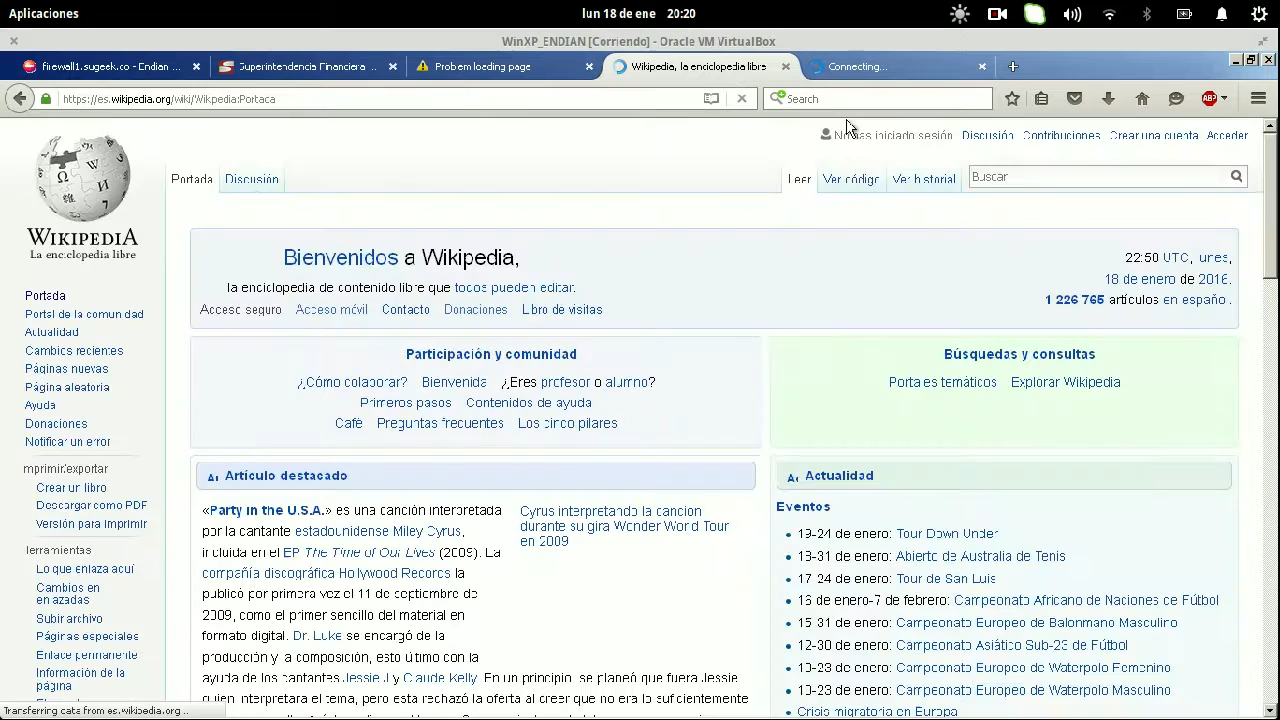 Aplicaciones
lun 18 de ene 20:20
WinXP_ENDIAN [Corriendo] - Oracle VM VirtualBox
firewall1.sugeek.co - Endian ...
Superintendencia Financiera ...
Problem loading page
Wikipedia, la enciclopedia libre
Connecting...
https://es.wikipedia.org/wiki/Wikipedia:Portada
Search
ABP
No has iniciado sesión Discusión Contribuciones Crear una cuenta Acceder
Portada Discusión
Leer Ver código Ver historial
Buscar
WIKIPEDIA
La enciclopedia libre
Portada
Portal de la comunidad
Actualidad
Cambios recientes
Páginas nuevas
Página aleatoria
Ayuda
Donaciones
Notificar un error
Imprimir/exportar
Crear un libro
Descargar como PDF
Versión para imprimir
Herramientas
Lo que enlaza aquí
Cambios en
enlazadas
Subir archivo
Páginas especiales
Enlace permanente
Información de la
página
Bienvenidos a Wikipedia,
la enciclopedia de contenido libre que todos pueden editar.
Acceso seguro Acceso móvil Contacto Donaciones Libro de visitas
22:50 UTC, lunes,
18 de enero de 2016.
1 226 765 artículos en español.
Participación y comunidad
¿Cómo colaborar? Bienvenida ¿Eres profesor o alumno?
Primeros pasos Contenidos de ayuda
Café Preguntas frecuentes Los cinco pilares
Búsquedas y consultas
Portales temáticos Explorar Wikipedia
Artículo destacado
«Party in the U.S.A.» es una canción interpretada
por la cantante estadounidense Miley Cyrus,
incluida en el EP The Time of Our Lives (2009). La
compañía discográfica Hollywood Records la
publicó por primera vez el 11 de septiembre de
2009, como el primer sencillo del material en
formato digital. Dr. Luke se encargó de la
producción y la composición, esto último con la
ayuda de los cantantes Jessie J y Claude Kelly. En un principio, se planeó que fuera Jessie
quien interpretara el tema, pero esta rechazó la oferta al creer que no era lo suficientemente
Cyrus interpretando la canción
durante su gira Wonder World Tour
en 2009
Actualidad
Eventos
19-24 de enero: Tour Down Under
18-31 de enero: Abierto de Australia de Tenis
17-24 de enero: Tour de San Luis
16 de enero-7 de febrero: Campeonato Africano de Naciones de Fútbol
15-31 de enero: Campeonato Europeo de Balonmano Masculino
12-30 de enero: Campeonato Asiático Sub-23 de Fútbol
10-23 de enero: Campeonato Europeo de Waterpolo Femenino
10-23 de enero: Campeonato Europeo de Waterpolo Masculino
Crisis migratoria en Europa
Transferring data from es.wikipedia.org...